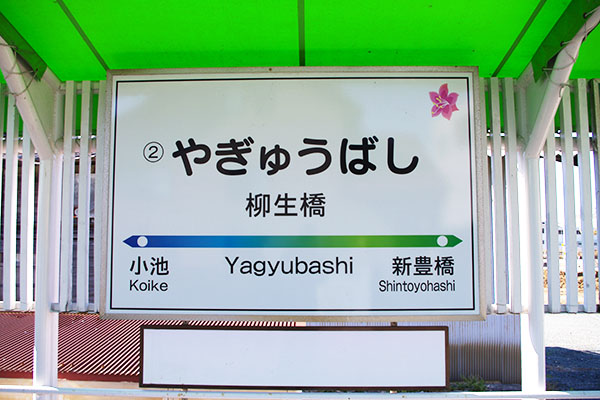 ② やぎゅうばし
柳生橋
小池 Yagyubashi 新豊橋
Koike Shintoyohashi